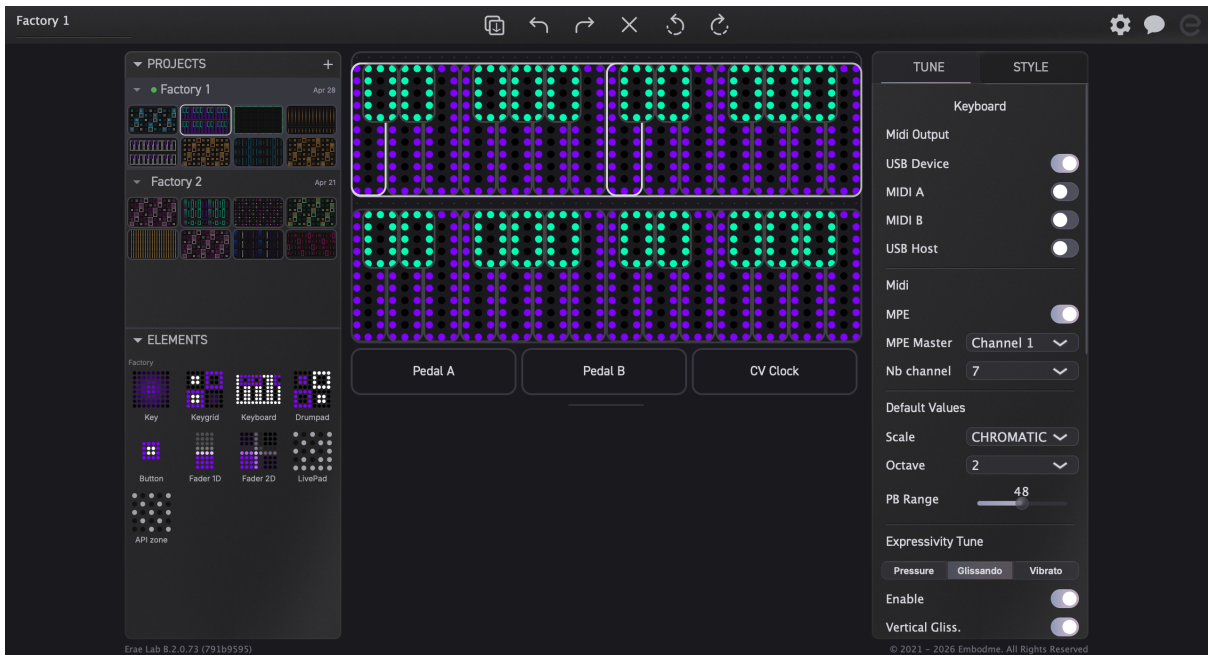 Factory 1
PROJECTS
Factory 1 Apr 28
Factory 2 Apr 21
ELEMENTS
Factory
Key Keygrid Keyboard Drumpad
Button Fader 1D Fader 2D LivePad
API zone
Pedal A Pedal B CV Clock
TUNE STYLE
Keyboard
Midi Output
USB Device
MIDI A
MIDI B
USB Host
Midi
MPE
MPE Master Channel 1
Nb channel 7
Default Values
Scale CHROMATIC
Octave 2
PB Range 48
Expressivity Tune
Pressure Glissando Vibrato
Enable
Vertical Gliss.
Erae Lab B.2.0.73 (791b9595)
© 2021 – 2026 Embodme. All Rights Reserved